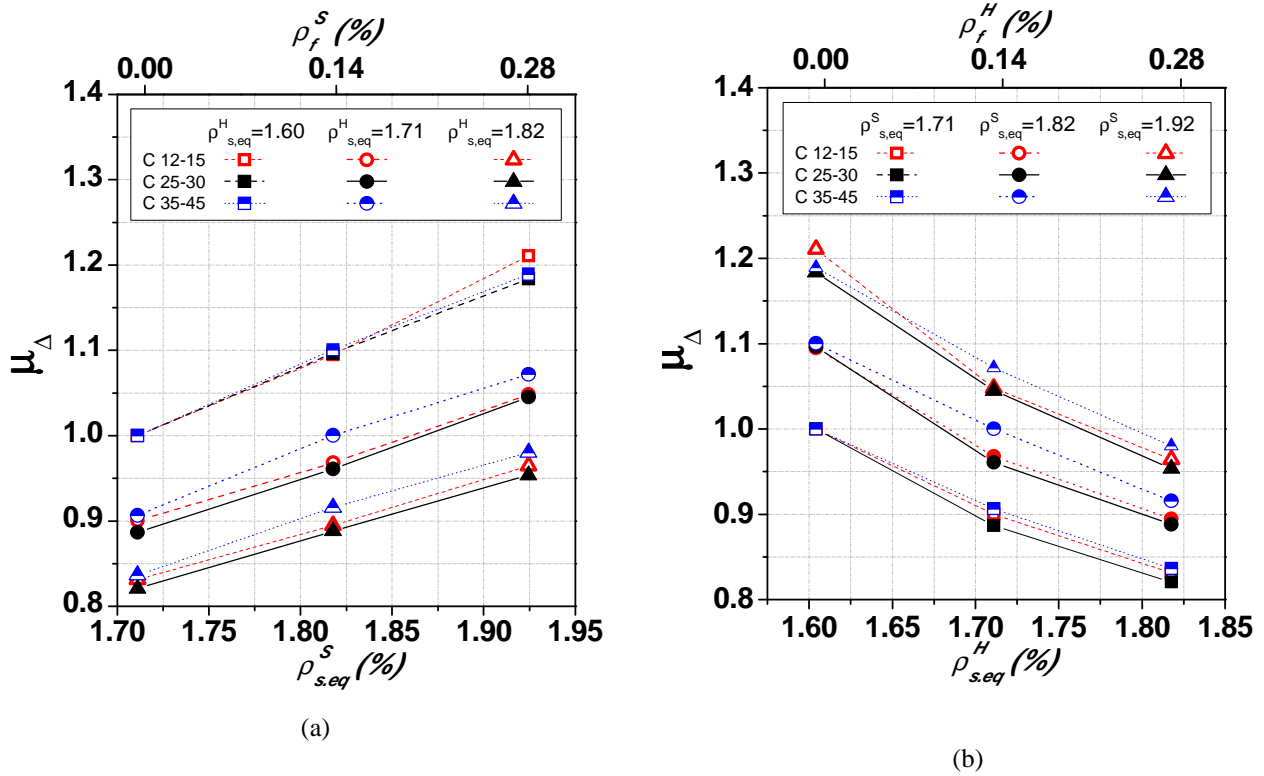 ρ_f^S (%)
0.00 0.14 0.28
1.4
1.3
1.2
1.1
1.0
0.9
0.8
μ_Δ
ρ^H_s,eq=1.60 ρ^H_s,eq=1.71 ρ^H_s,eq=1.82
C 12-15
C 25-30
C 35-45
1.70 1.75 1.80 1.85 1.90 1.95
ρ_s.eq^S (%)
(a)
ρ_f^H (%)
0.00 0.14 0.28
1.4
1.3
1.2
1.1
1.0
0.9
0.8
μ_Δ
ρ^S_s,eq=1.71 ρ^S_s,eq=1.82 ρ^S_s,eq=1.92
C 12-15
C 25-30
C 35-45
1.60 1.65 1.70 1.75 1.80 1.85
ρ_s.eq^H (%)
(b)